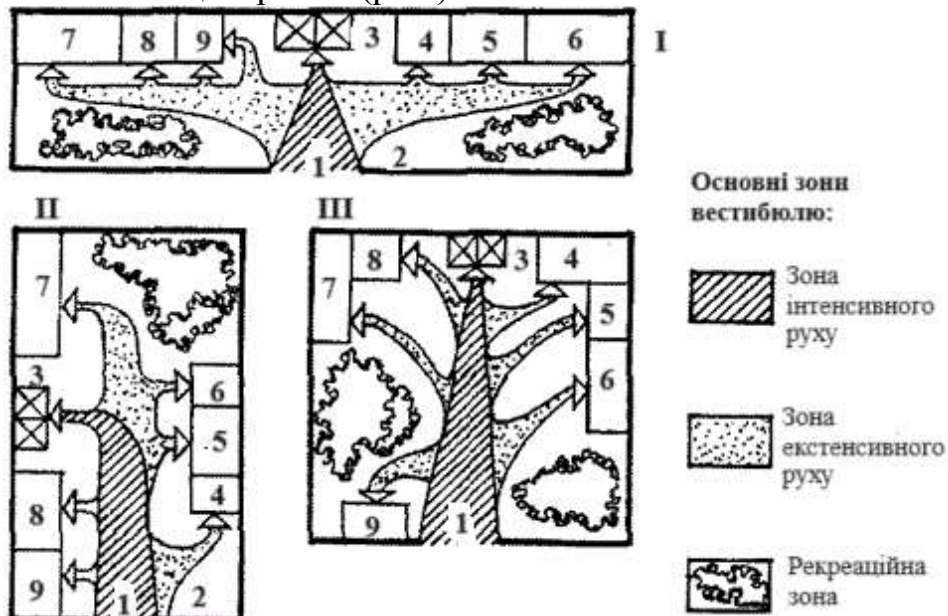 7 8 9 3 4 5 6 I
1 2
II III
7 3 6 5 8 4 9 1 2
8 3 4 7 5 6 9 1
Основні зони
вестибюлю:
Зона
інтенсивного
руху
Зона
екстенсивного
руху
Рекреаційна
зона